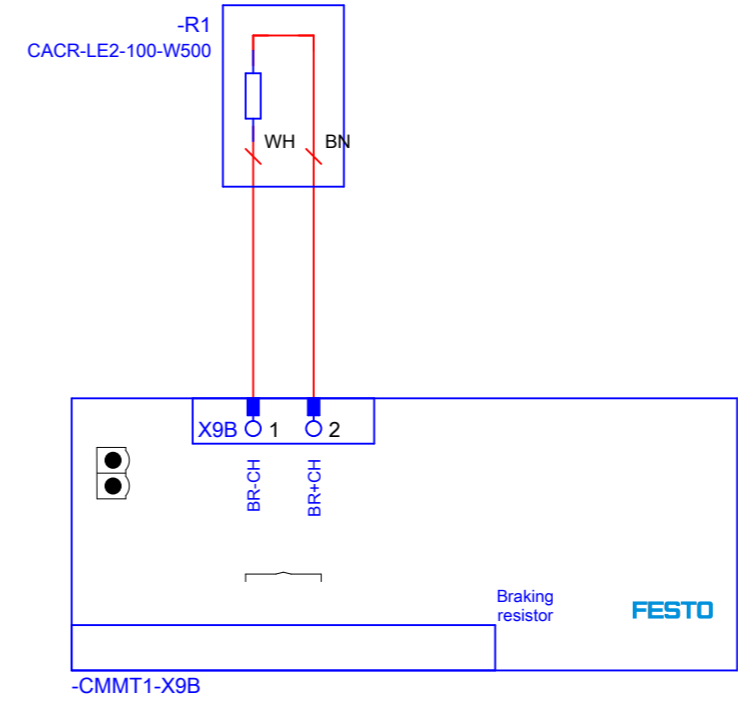 -R1
CACR-LE2-100-W500
WH BN
X9B 1 2
BR-CH
BR+CH
Braking
resistor
FESTO
-CMMT1-X9B